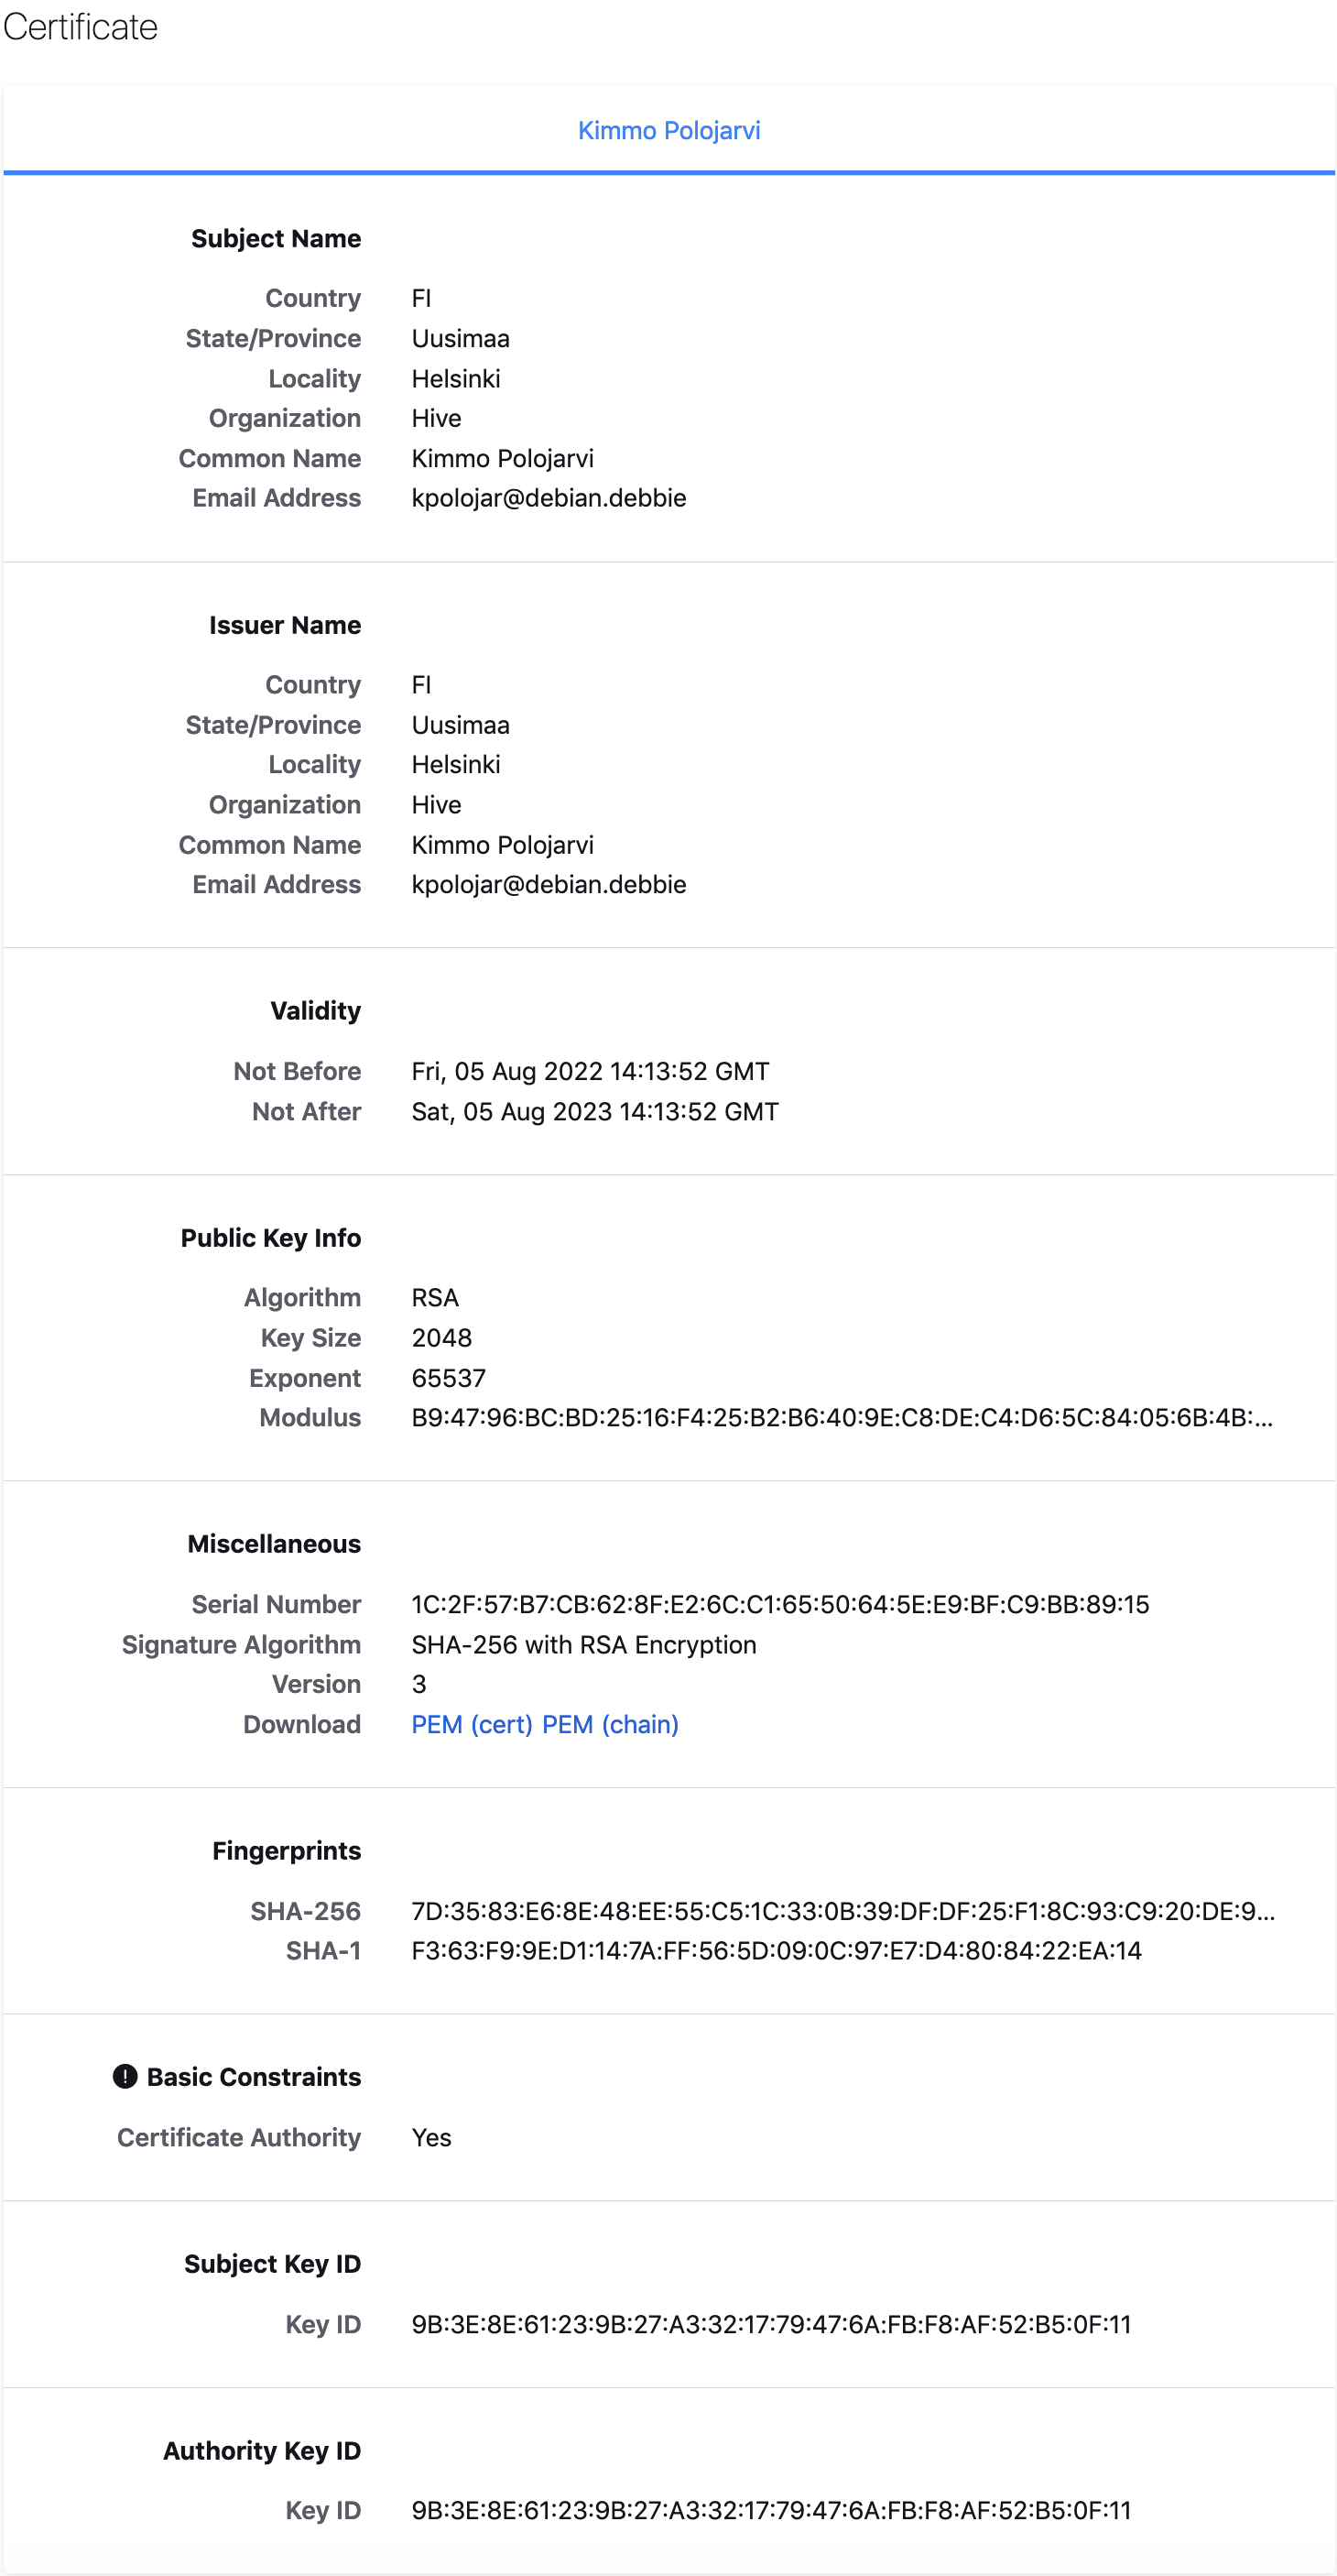 Certificate
Kimmo Polojarvi
Subject Name
Country FI
State/Province Uusimaa
Locality Helsinki
Organization Hive
Common Name Kimmo Polojarvi
Email Address kpolojar@debian.debbie
Issuer Name
Country FI
State/Province Uusimaa
Locality Helsinki
Organization Hive
Common Name Kimmo Polojarvi
Email Address kpolojar@debian.debbie
Validity
Not Before Fri, 05 Aug 2022 14:13:52 GMT
Not After Sat, 05 Aug 2023 14:13:52 GMT
Public Key Info
Algorithm RSA
Key Size 2048
Exponent 65537
Modulus B9:47:96:BC:BD:25:16:F4:25:B2:B6:40:9E:C8:DE:C4:D6:5C:84:05:6B:4B:...
Miscellaneous
Serial Number 1C:2F:57:B7:CB:62:8F:E2:6C:C1:65:50:64:5E:E9:BF:C9:BB:89:15
Signature Algorithm SHA-256 with RSA Encryption
Version 3
Download PEM (cert) PEM (chain)
Fingerprints
SHA-256 7D:35:83:E6:8E:48:EE:55:C5:1C:33:0B:39:DF:DF:25:F1:8C:93:C9:20:DE:9...
SHA-1 F3:63:F9:9E:D1:14:7A:FF:56:5D:09:0C:97:E7:D4:80:84:22:EA:14
Basic Constraints
Certificate Authority Yes
Subject Key ID
Key ID 9B:3E:8E:61:23:9B:27:A3:32:17:79:47:6A:FB:F8:AF:52:B5:0F:11
Authority Key ID
Key ID 9B:3E:8E:61:23:9B:27:A3:32:17:79:47:6A:FB:F8:AF:52:B5:0F:11